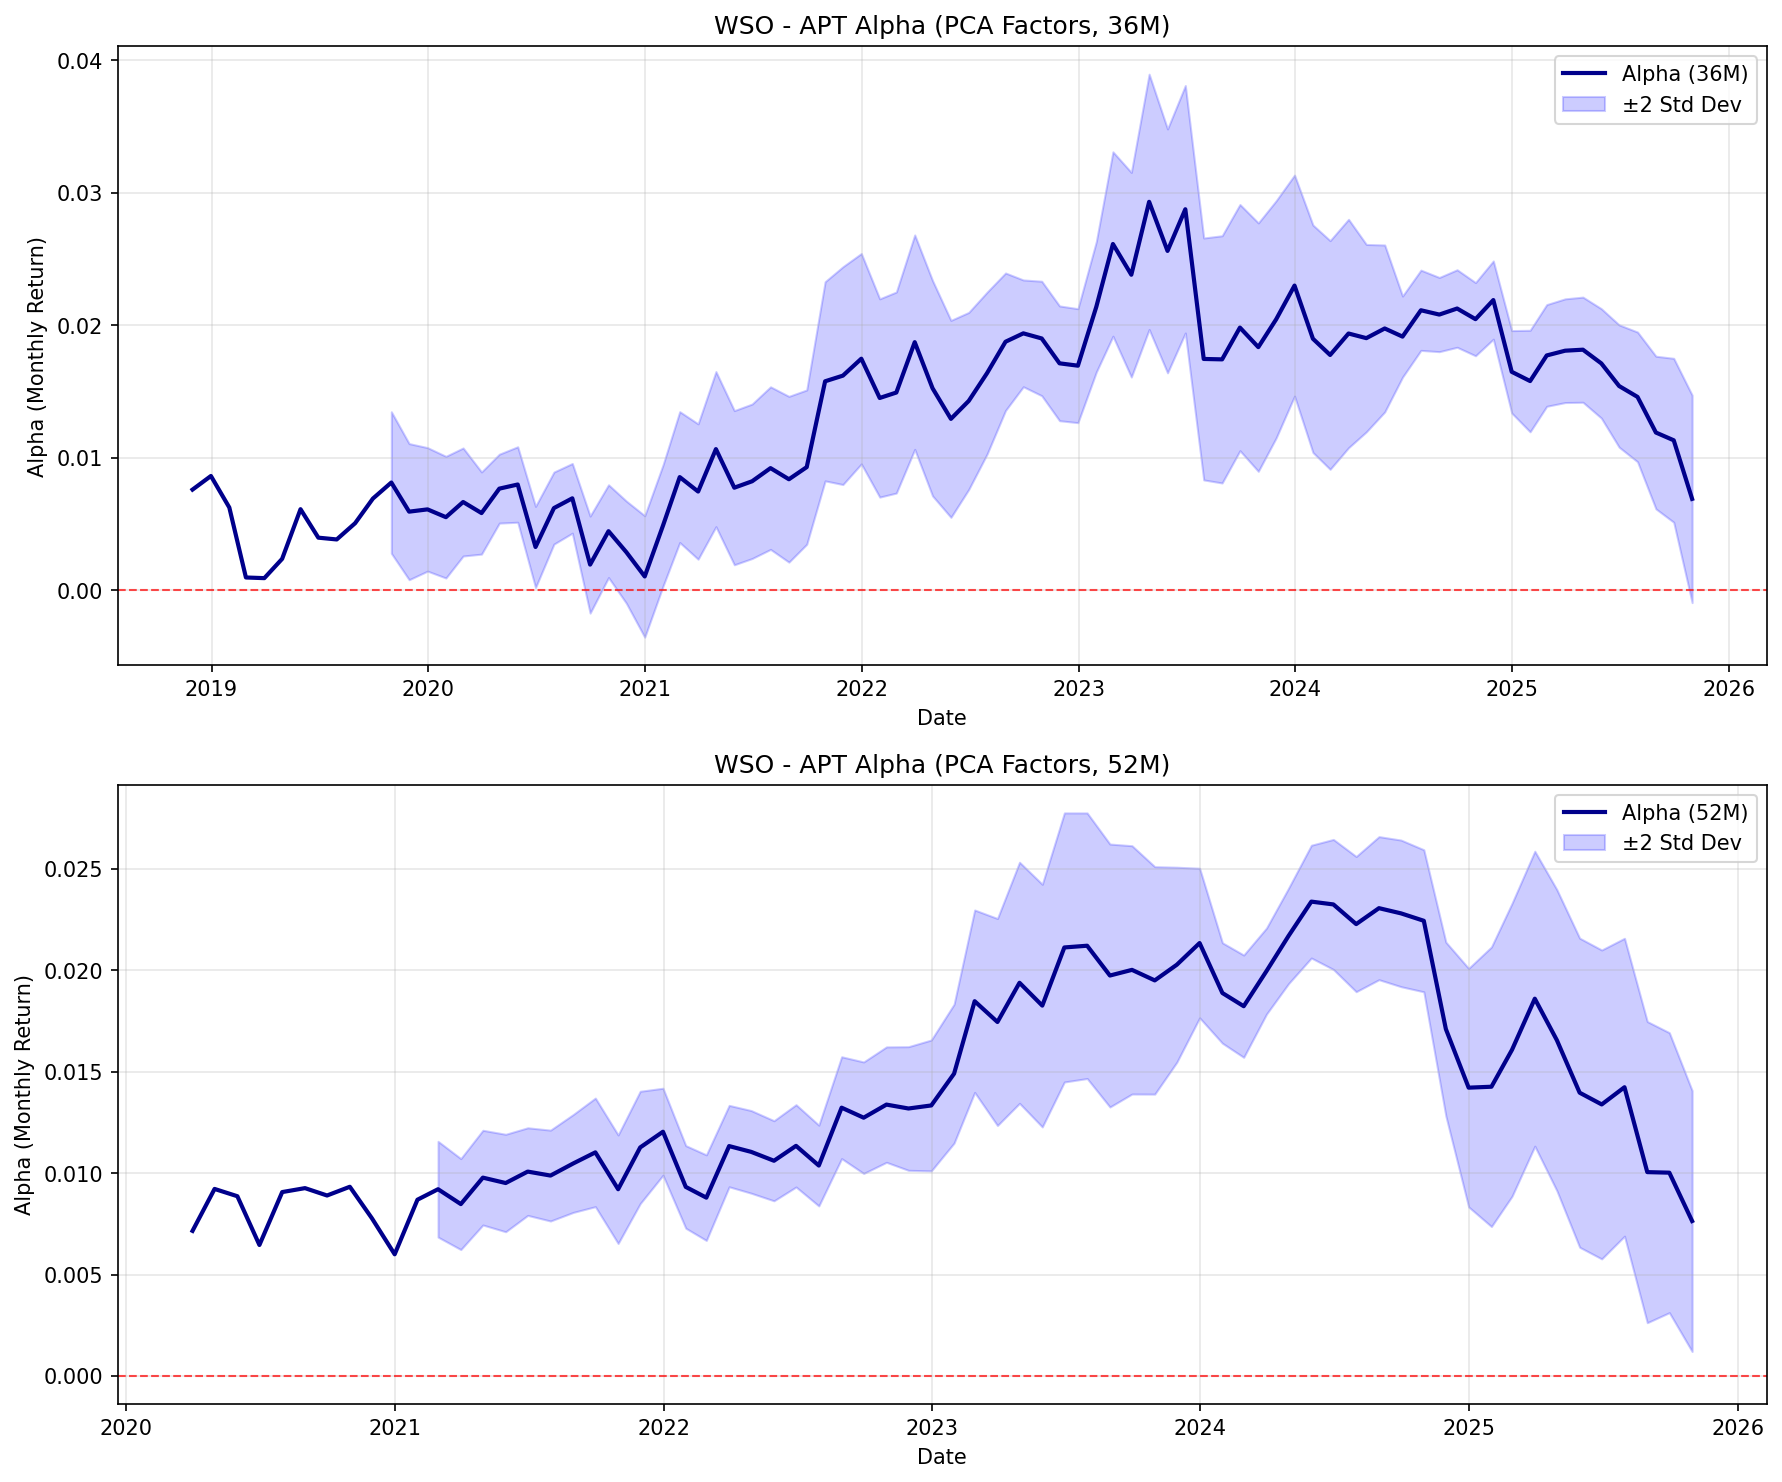 WSO - APT Alpha (PCA Factors, 36M)
Alpha (Monthly Return)
0.04
0.03
0.02
0.01
0.00
Alpha (36M)
±2 Std Dev
2019 2020 2021 2022 2023 2024 2025 2026
Date
WSO - APT Alpha (PCA Factors, 52M)
Alpha (Monthly Return)
0.025
0.020
0.015
0.010
0.005
0.000
Alpha (52M)
±2 Std Dev
2020 2021 2022 2023 2024 2025 2026
Date